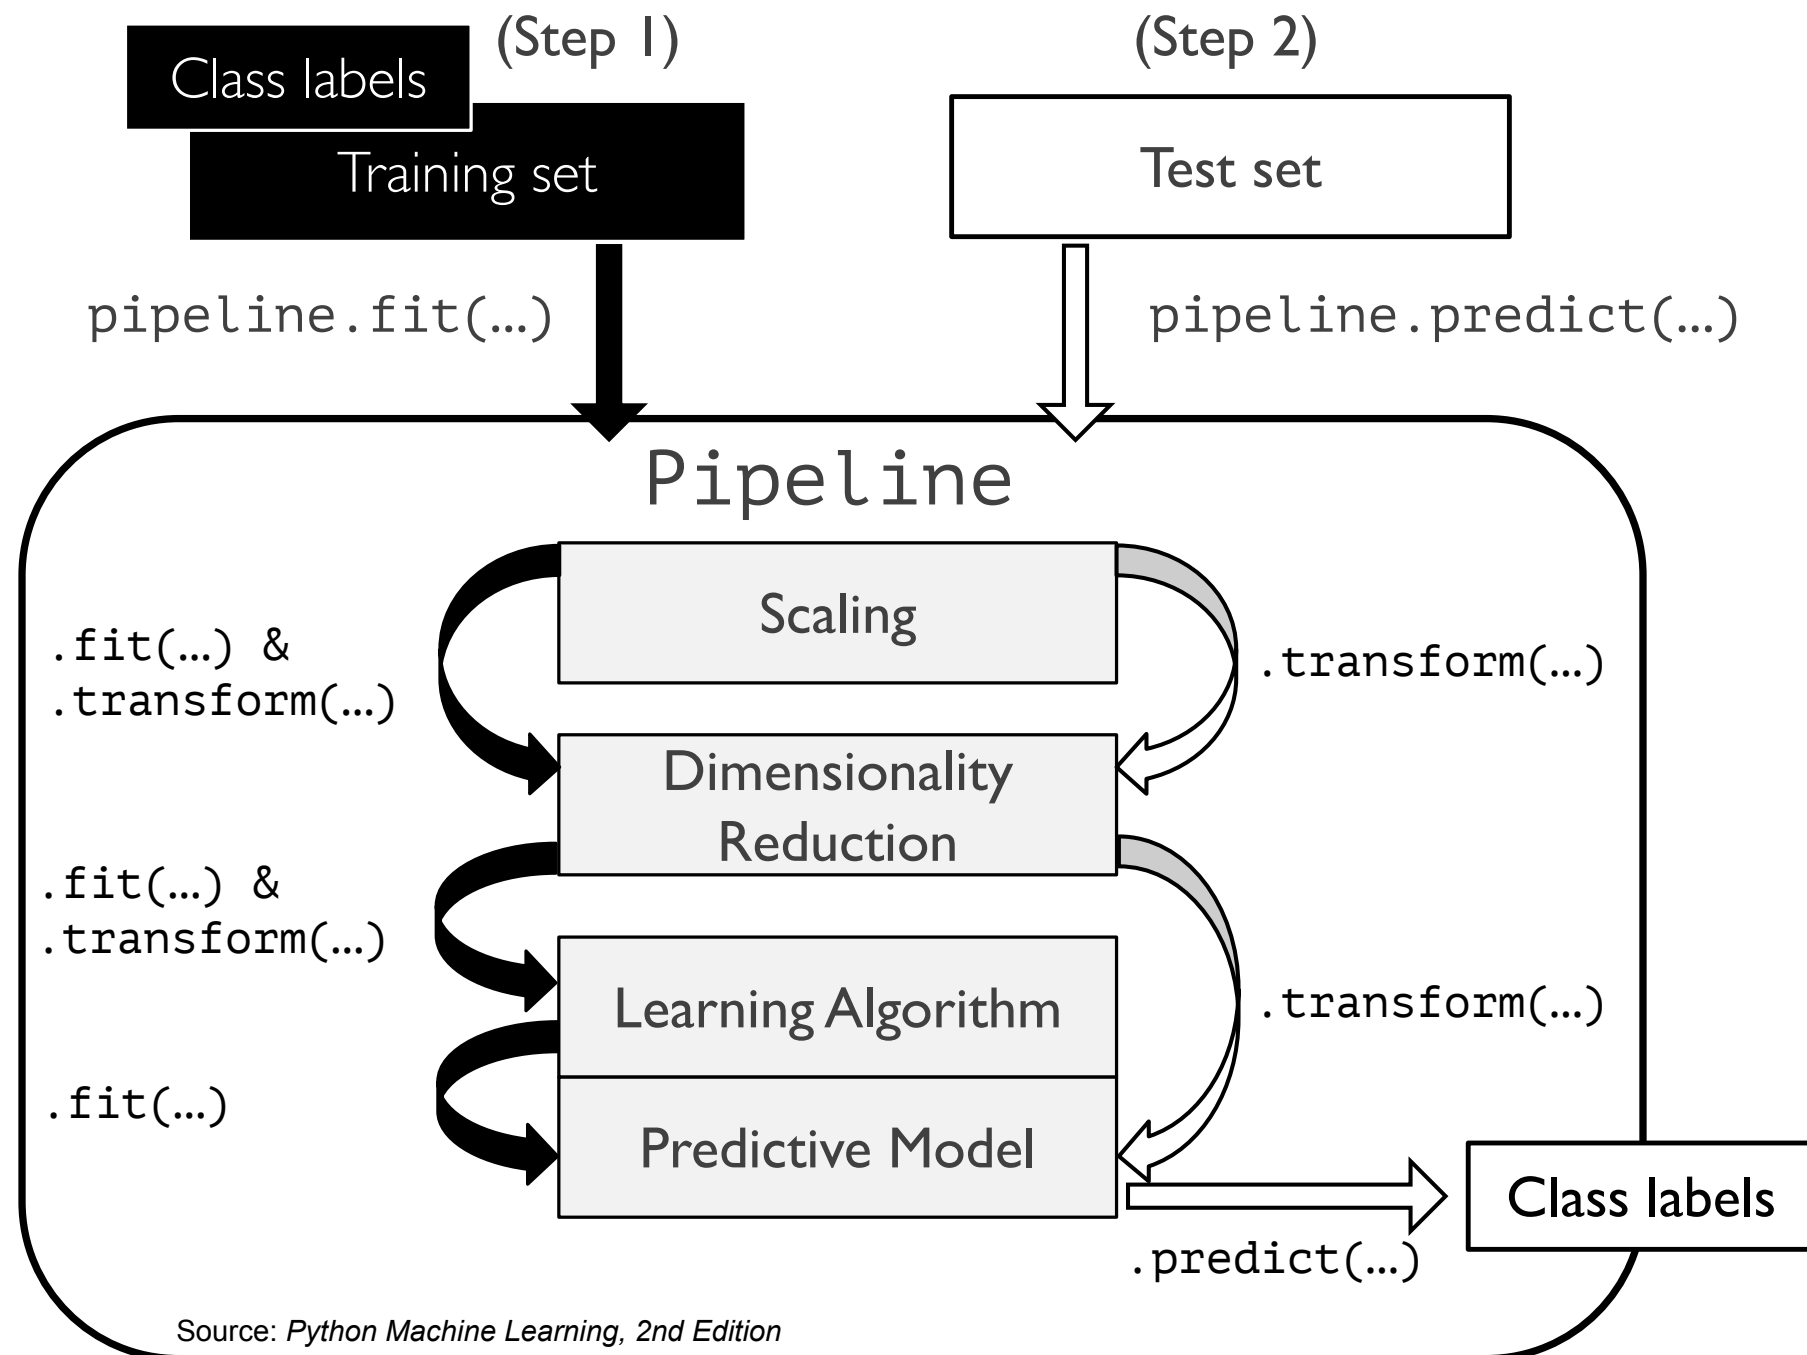 (Step 1)
(Step 2)
Class labels
Training set
Test set
pipeline.fit(…)
pipeline.predict(…)
Pipeline
Scaling
.fit(…) &
.transform(…)
.transform(…)
Dimensionality
Reduction
.fit(…) &
.transform(…)
Learning Algorithm
.transform(…)
.fit(…)
Predictive Model
Class labels
.predict(…)
Source: Python Machine Learning, 2nd Edition